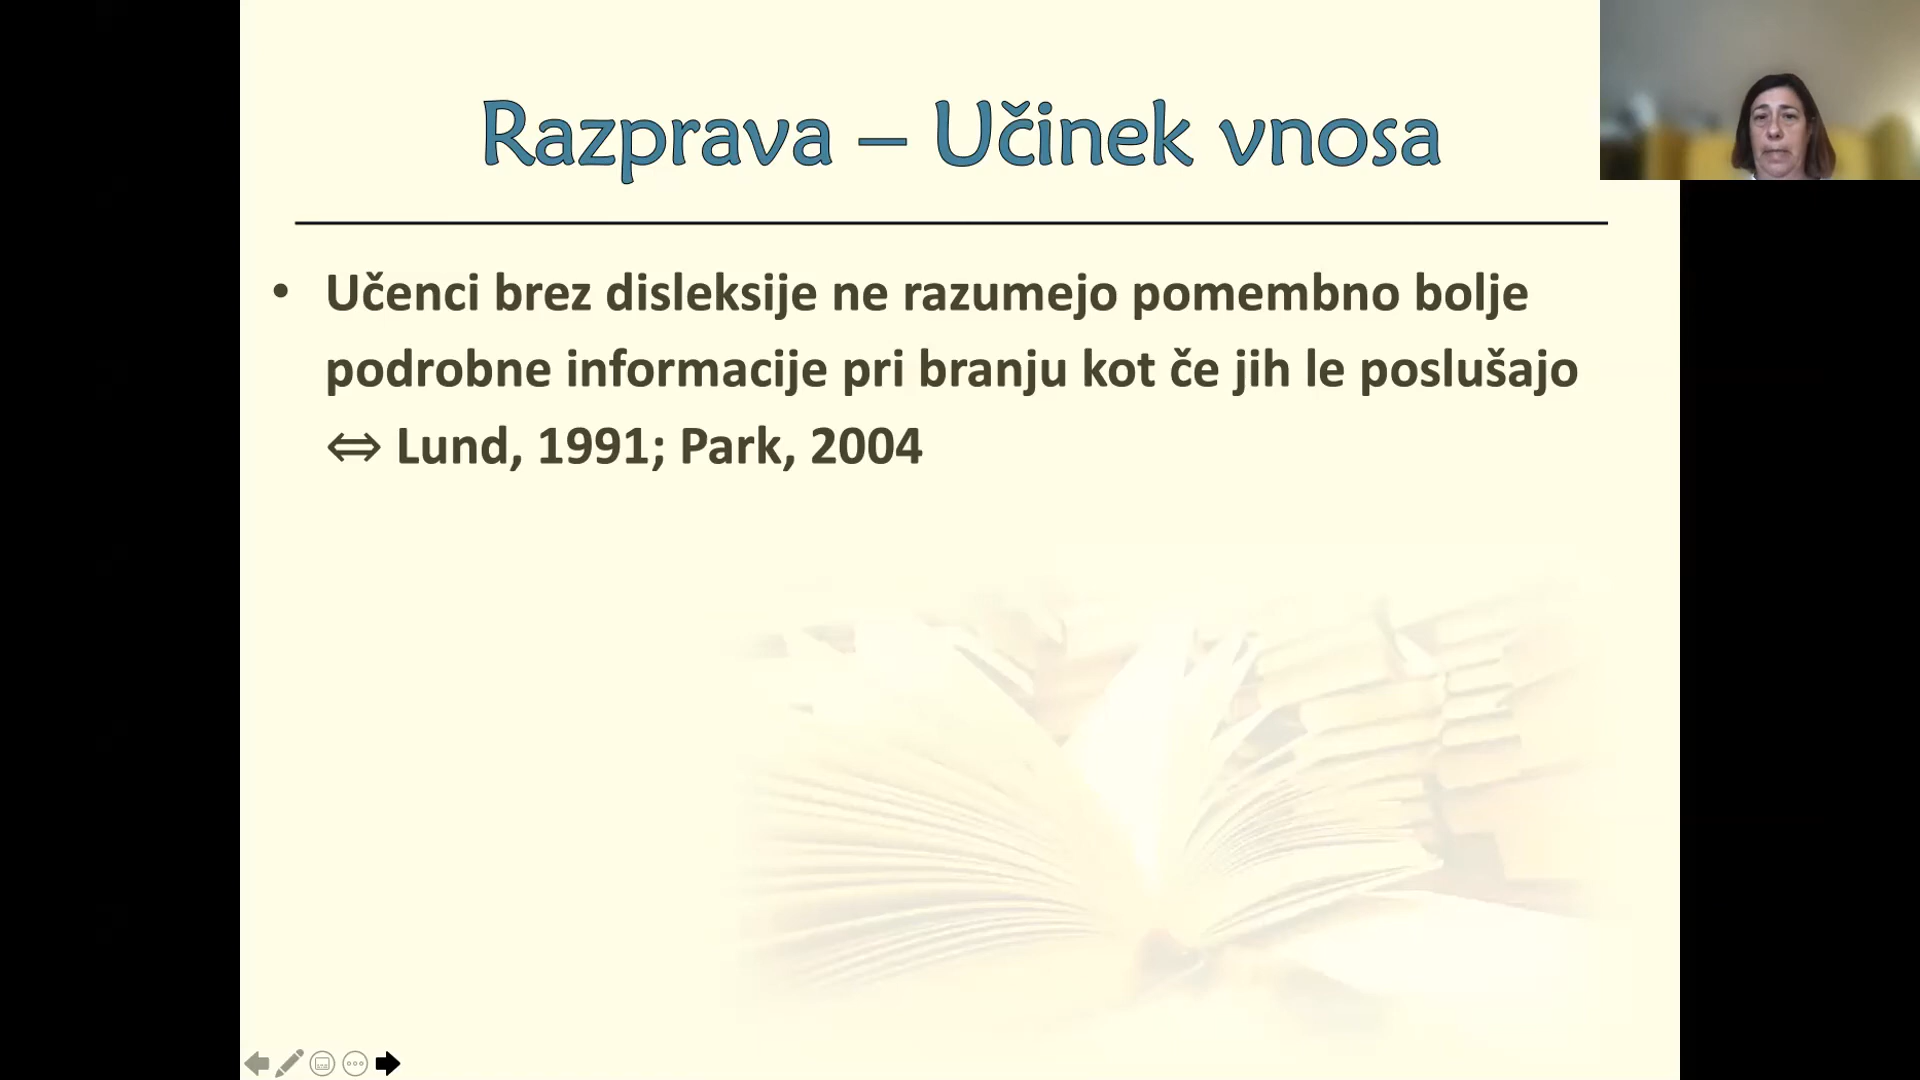 Razprava – Učinek vnosa
• Učenci brez disleksije ne razumejo pomembno bolje
podrobne informacije pri branju kot če jih le poslušajo
⇔ Lund, 1991; Park, 2004